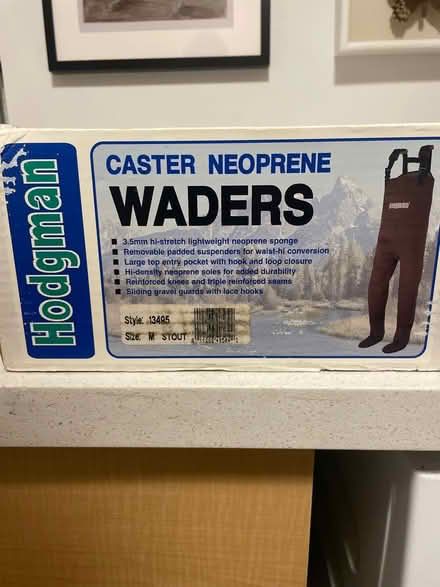 Hodgman
CASTER NEOPRENE
WADERS
3.5mm hi-stretch lightweight neoprene sponge
Removable padded suspenders for waist-hi conversion
Large top entry pocket with hook and loop closure
Hi-density neoprene soles for added durability
Reinforced knees and triple reinforced seams
Sliding gravel guards with lace hooks
Style: 13495
Size: M STOUT